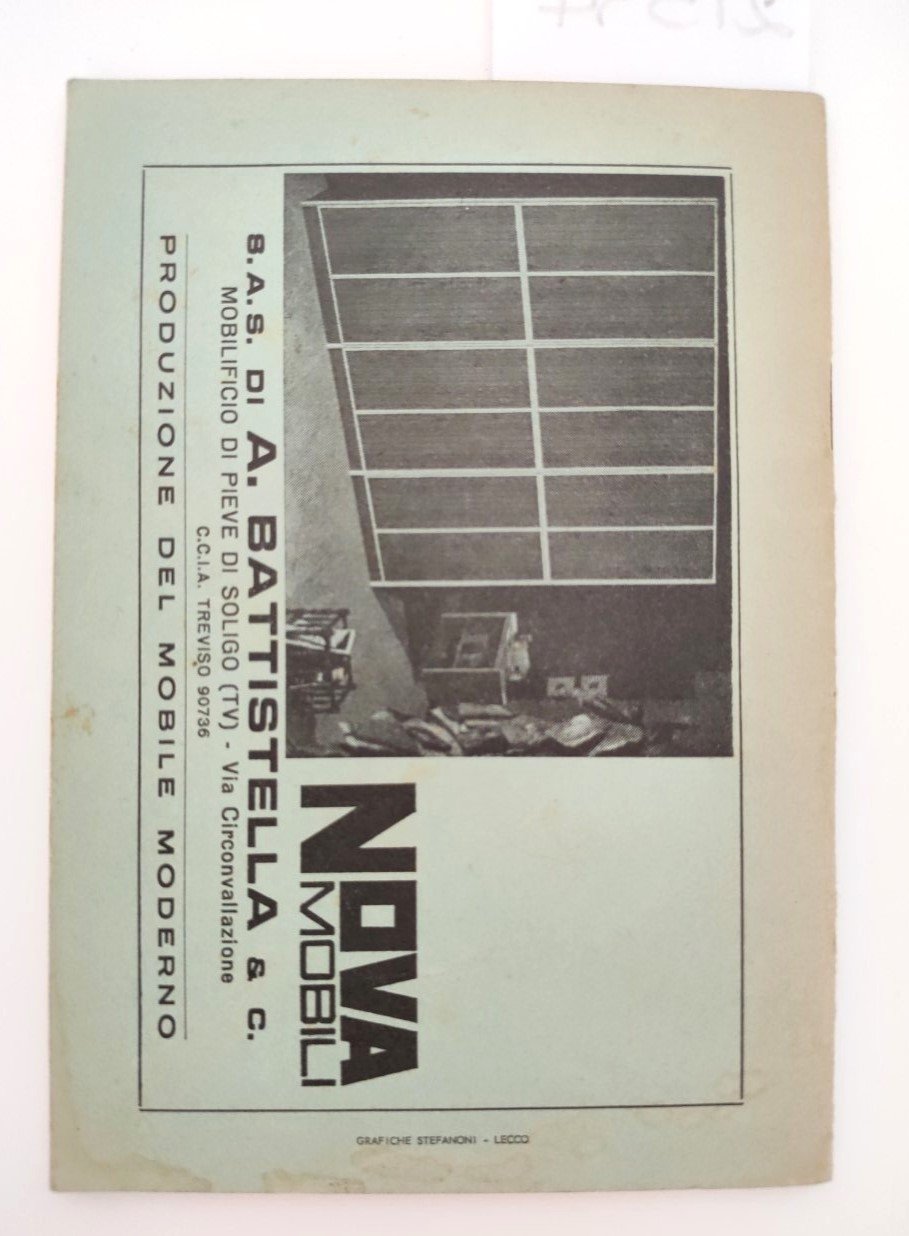 NOVA
MOBILI
S.A.S. DI A. BATTISTELLA & C.
MOBILIFICIO DI PIEVE DI SOLIGO (TV) - Via Circonvallazione
C.C.I.A. TREVISO 90736
PRODUZIONE DEL MOBILE MODERNO
GRAFICHE STEFANONI - LECCO